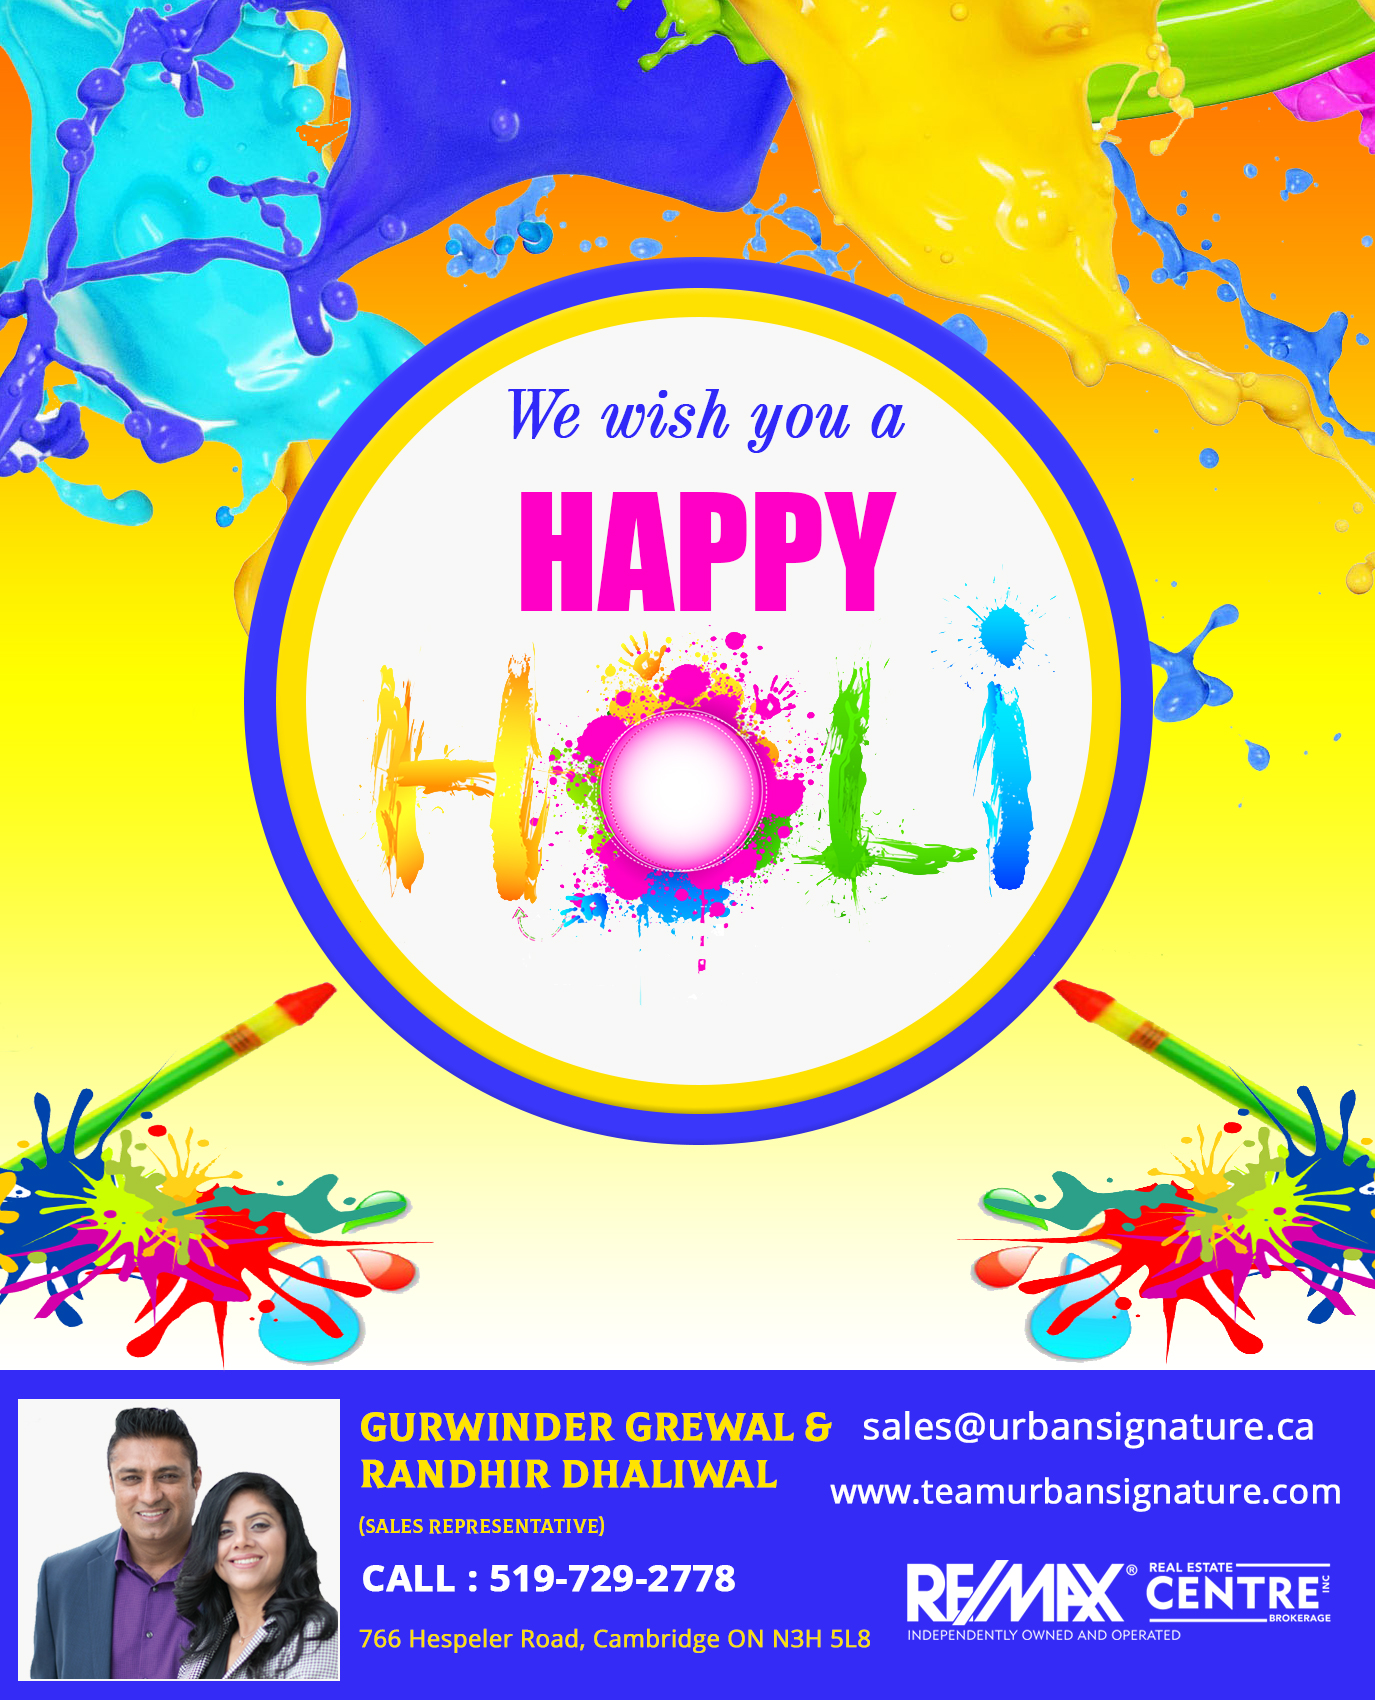 We wish you a
HAPPY
HOLi
GURWINDER GREWAL &
RANDHIR DHALIWAL
(SALES REPRESENTATIVE)
CALL : 519-729-2778
766 Hespeler Road, Cambridge ON N3H 5L8
sales@urbansignature.ca
www.teamurbansignature.com
RE/MAX® REAL ESTATE
CENTRE INC
BROKERAGE
INDEPENDENTLY OWNED AND OPERATED